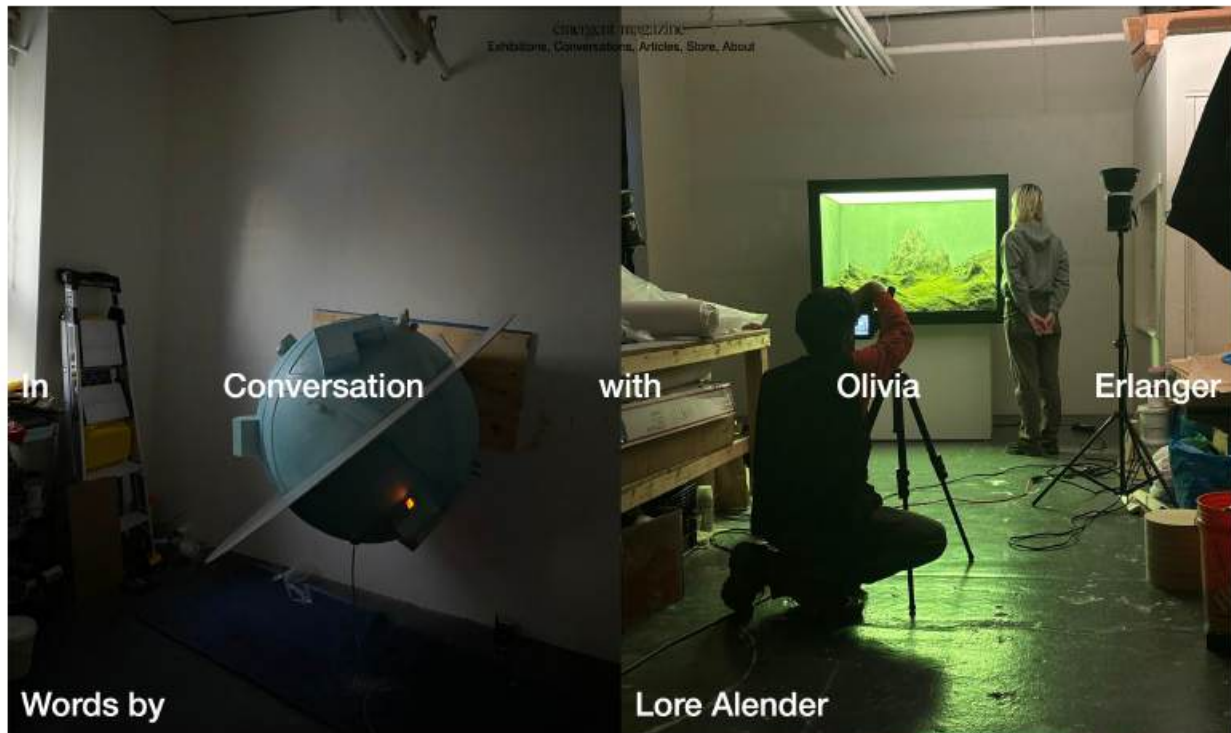 emergent magazine
Exhibitions, Conversations, Articles, Store, About
In Conversation with Olivia Erlanger
Words by Lore Alender